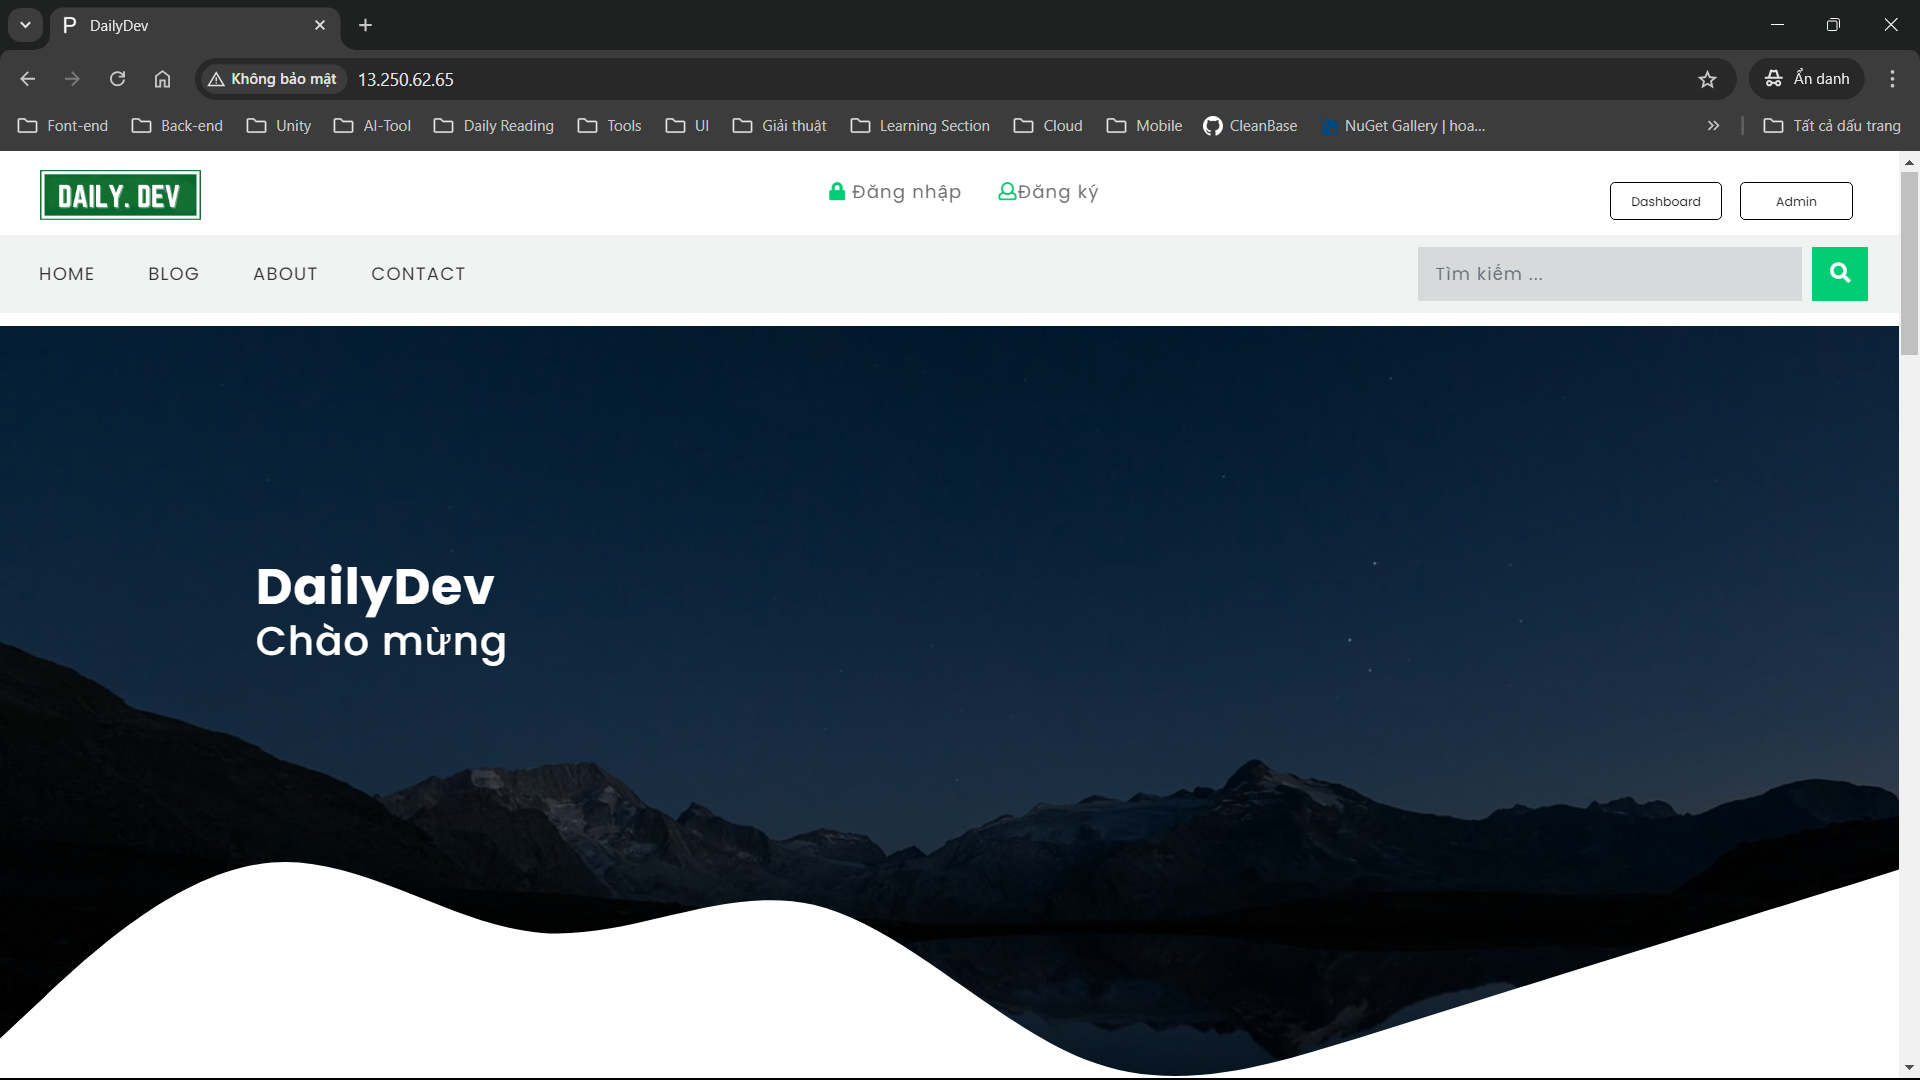 P DailyDev
Không bảo mật 13.250.62.65 Ẩn danh
Font-end Back-end Unity AI-Tool Daily Reading Tools UI Giải thuật Learning Section Cloud Mobile CleanBase NuGet Gallery | hoa... Tất cả dấu trang
DAILY. DEV Đăng nhập Đăng ký Dashboard Admin
HOME BLOG ABOUT CONTACT Tìm kiếm ...
DailyDev
Chào mừng